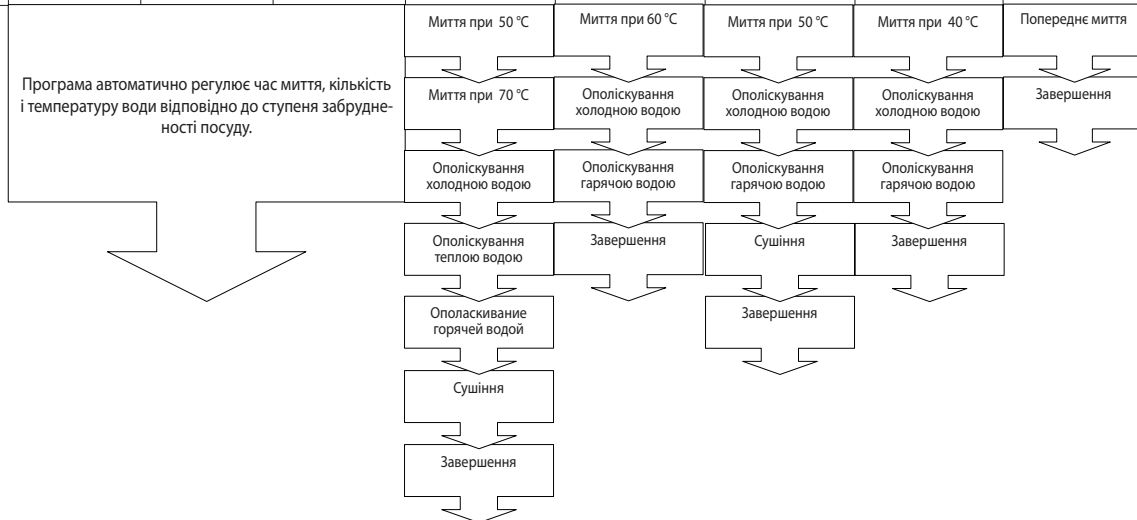 Програма автоматично регулює час миття, кількість
і температуру води відповідно до ступеня забрудне-
ності посуду.
Миття при 50 °C
Миття при 70 °C
Ополіскування
холодною водою
Ополіскування
теплою водою
Ополаскивание
горячей водой
Сушіння
Завершення
Миття при 60 °C
Ополіскування
холодною водою
Ополіскування
гарячою водою
Завершення
Миття при 50 °C
Ополіскування
холодною водою
Ополіскування
гарячою водою
Сушіння
Завершення
Миття при 40 °C
Ополіскування
холодною водою
Ополіскування
гарячою водою
Завершення
Попереднє миття
Завершення